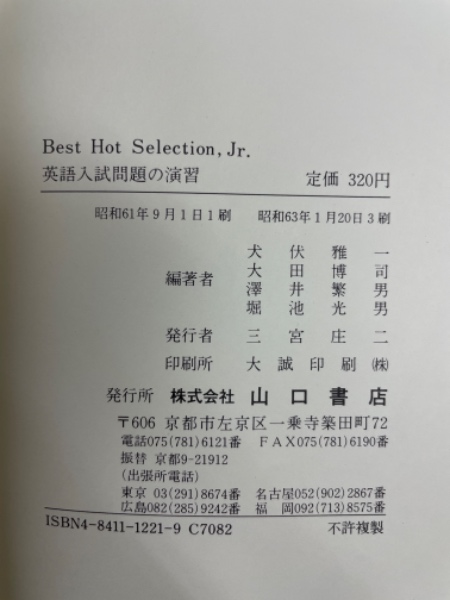 Best Hot Selection, Jr.
英語入試問題の演習 定価 320円
昭和61年9月1日1刷 昭和63年1月20日3刷
編著者 犬伏雅一
大田博司
澤井繁男
堀池光男
発行者 三宮庄二
印刷所 大誠印刷㈱
発行所 株式会社 山口書店
〒606 京都市左京区一乗寺築田町72
電話075(781)6121番 FAX075(781)6190番
振替 京都9-21912
(出張所電話)
東京 03(291)8674番 名古屋052(902)2867番
広島082(285)9242番 福岡092(713)8575番
ISBN4-8411-1221-9 C7082 不許複製